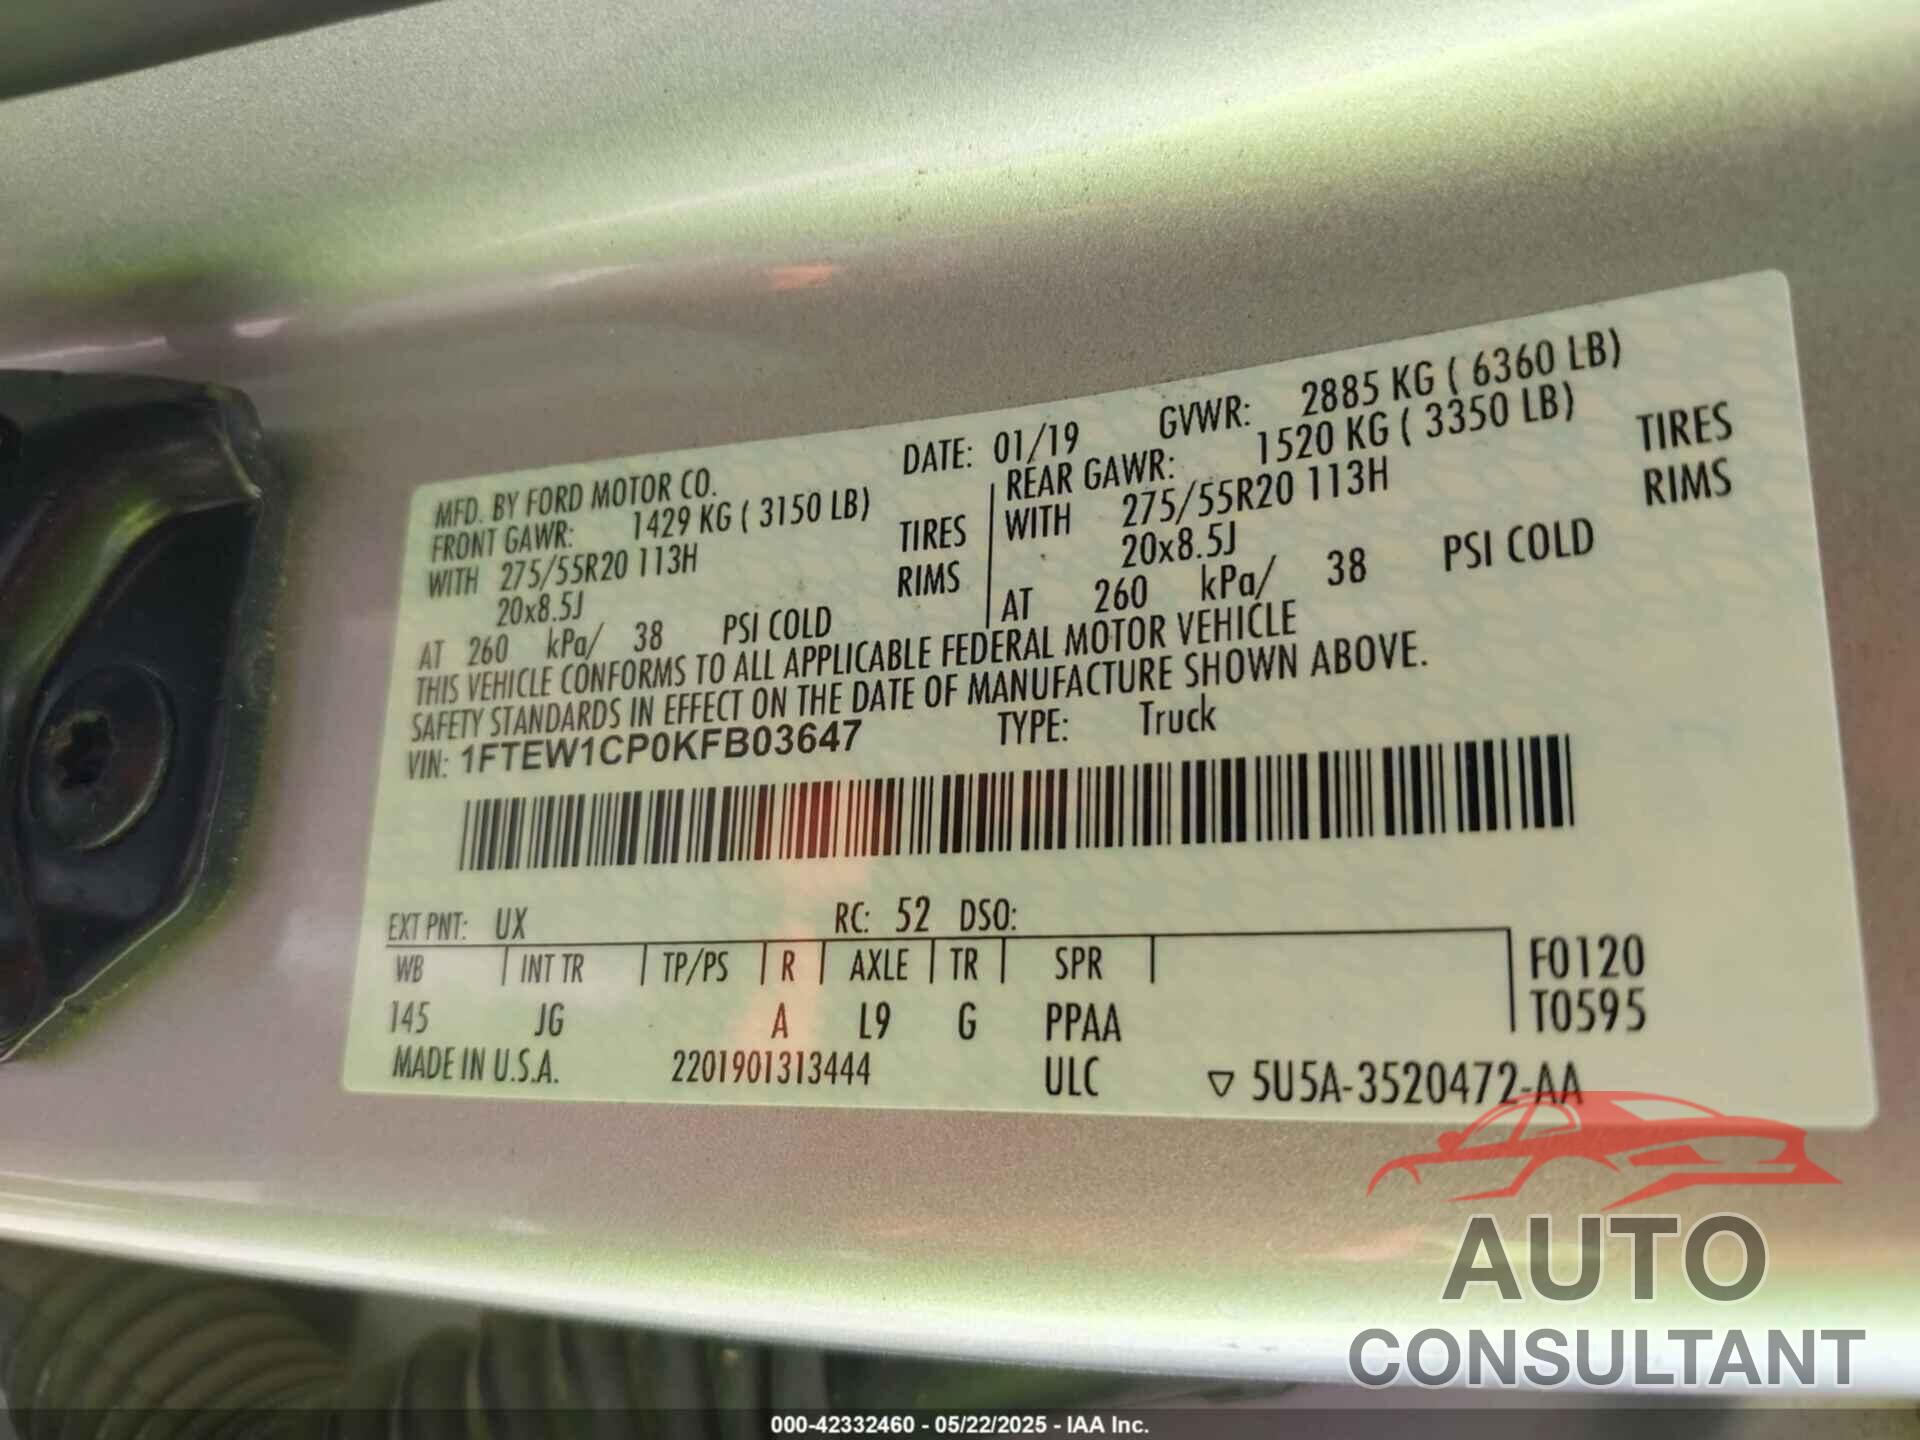 MFD. BY FORD MOTOR CO. DATE: 01/19 GVWR: 2885 KG ( 6360 LB)
FRONT GAWR: 1429 KG ( 3150 LB) REAR GAWR: 1520 KG ( 3350 LB)
WITH 275/55R20 113H TIRES WITH 275/55R20 113H TIRES
20x8.5J RIMS 20x8.5J RIMS
AT 260 kPa/ 38 PSI COLD AT 260 kPa/ 38 PSI COLD
THIS VEHICLE CONFORMS TO ALL APPLICABLE FEDERAL MOTOR VEHICLE
SAFETY STANDARDS IN EFFECT ON THE DATE OF MANUFACTURE SHOWN ABOVE.
VIN: 1FTEW1CP0KFB03647 TYPE: Truck
EXT PNT: UX RC: 52 DSO:
WB INT TR TP/PS R AXLE TR SPR F0120
145 JG A L9 G PPAA T0595
MADE IN U.S.A. 2201901313444 ULC ▽ 5U5A-3520472-AA
AUTO
CONSULTANT
000-42332460 - 05/22/2025 - IAA Inc.